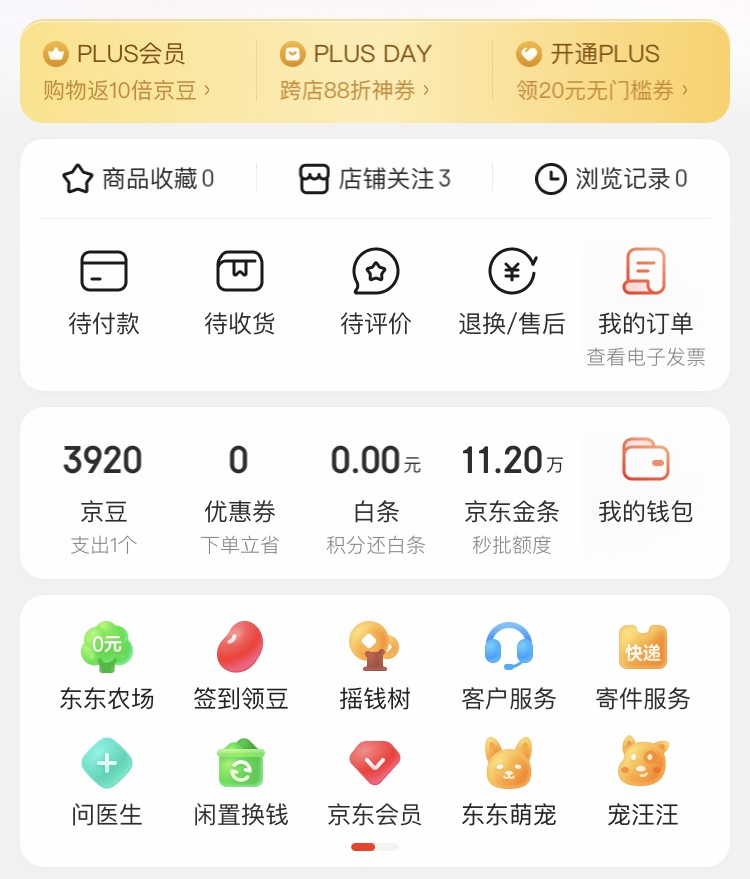 PLUS会员 PLUS DAY 开通PLUS
购物返10倍京豆 › 跨店88折神券 › 领20元无门槛券 ›
商品收藏0 店铺关注3 浏览记录0
待付款 待收货 待评价 退换/售后 我的订单
查看电子发票
3920 0 0.00元 11.20万
京豆 优惠券 白条 京东金条 我的钱包
支出1个 下单立省 积分还白条 秒批额度
0元 快递
东东农场 签到领豆 摇钱树 客户服务 寄件服务
问医生 闲置换钱 京东会员 东东萌宠 宠汪汪